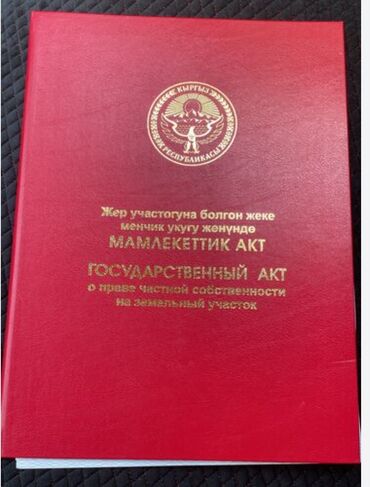 КЫРГЫЗ
РЕСПУБЛИКАСЫ
Жер участогуна болгон жеке
менчик укугу жөнүндө
МАМЛЕКЕТТИК АКТ
ГОСУДАРСТВЕННЫЙ АКТ
о праве частной собственности
на земельный участок